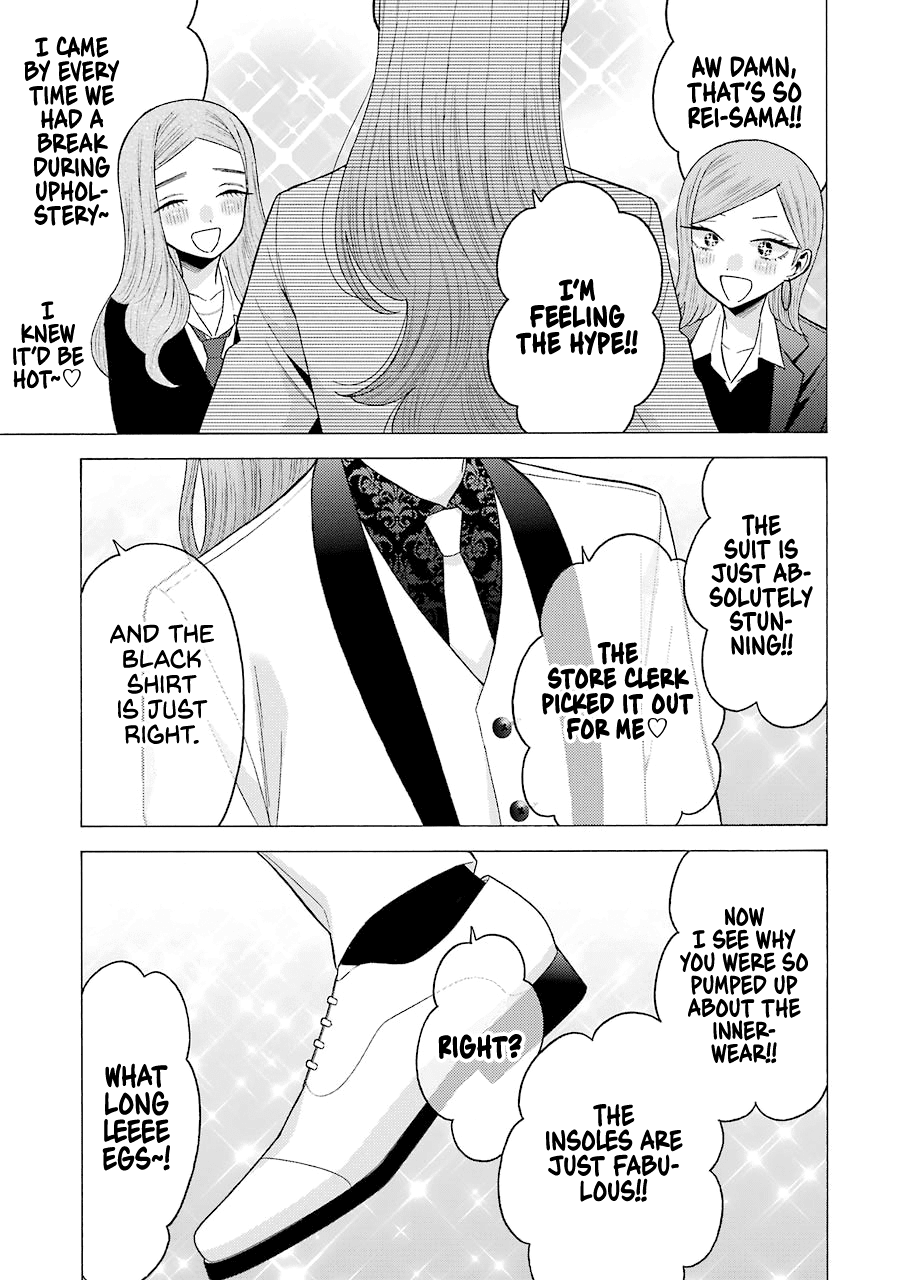 AW DAMN,
THAT'S SO
REI-SAMA!!
I'M
FEELING
THE HYPE!!
I CAME
BY EVERY
TIME WE
HAD A
BREAK
DURING
UPHOL-
STERY~
I
KNEW
IT'D BE
HOT~♡
THE
SUIT IS
JUST AB-
SOLUTELY
STUN-
NING!!
THE
STORE CLERK
PICKED IT OUT
FOR ME♡
AND THE
BLACK
SHIRT
IS JUST
RIGHT.
NOW
I SEE WHY
YOU WERE SO
PUMPED UP
ABOUT THE
INNER-
WEAR!!
RIGHT?
THE
INSOLES ARE
JUST FABU-
LOUS!!
WHAT
LONG
LEEEE
EGS~!